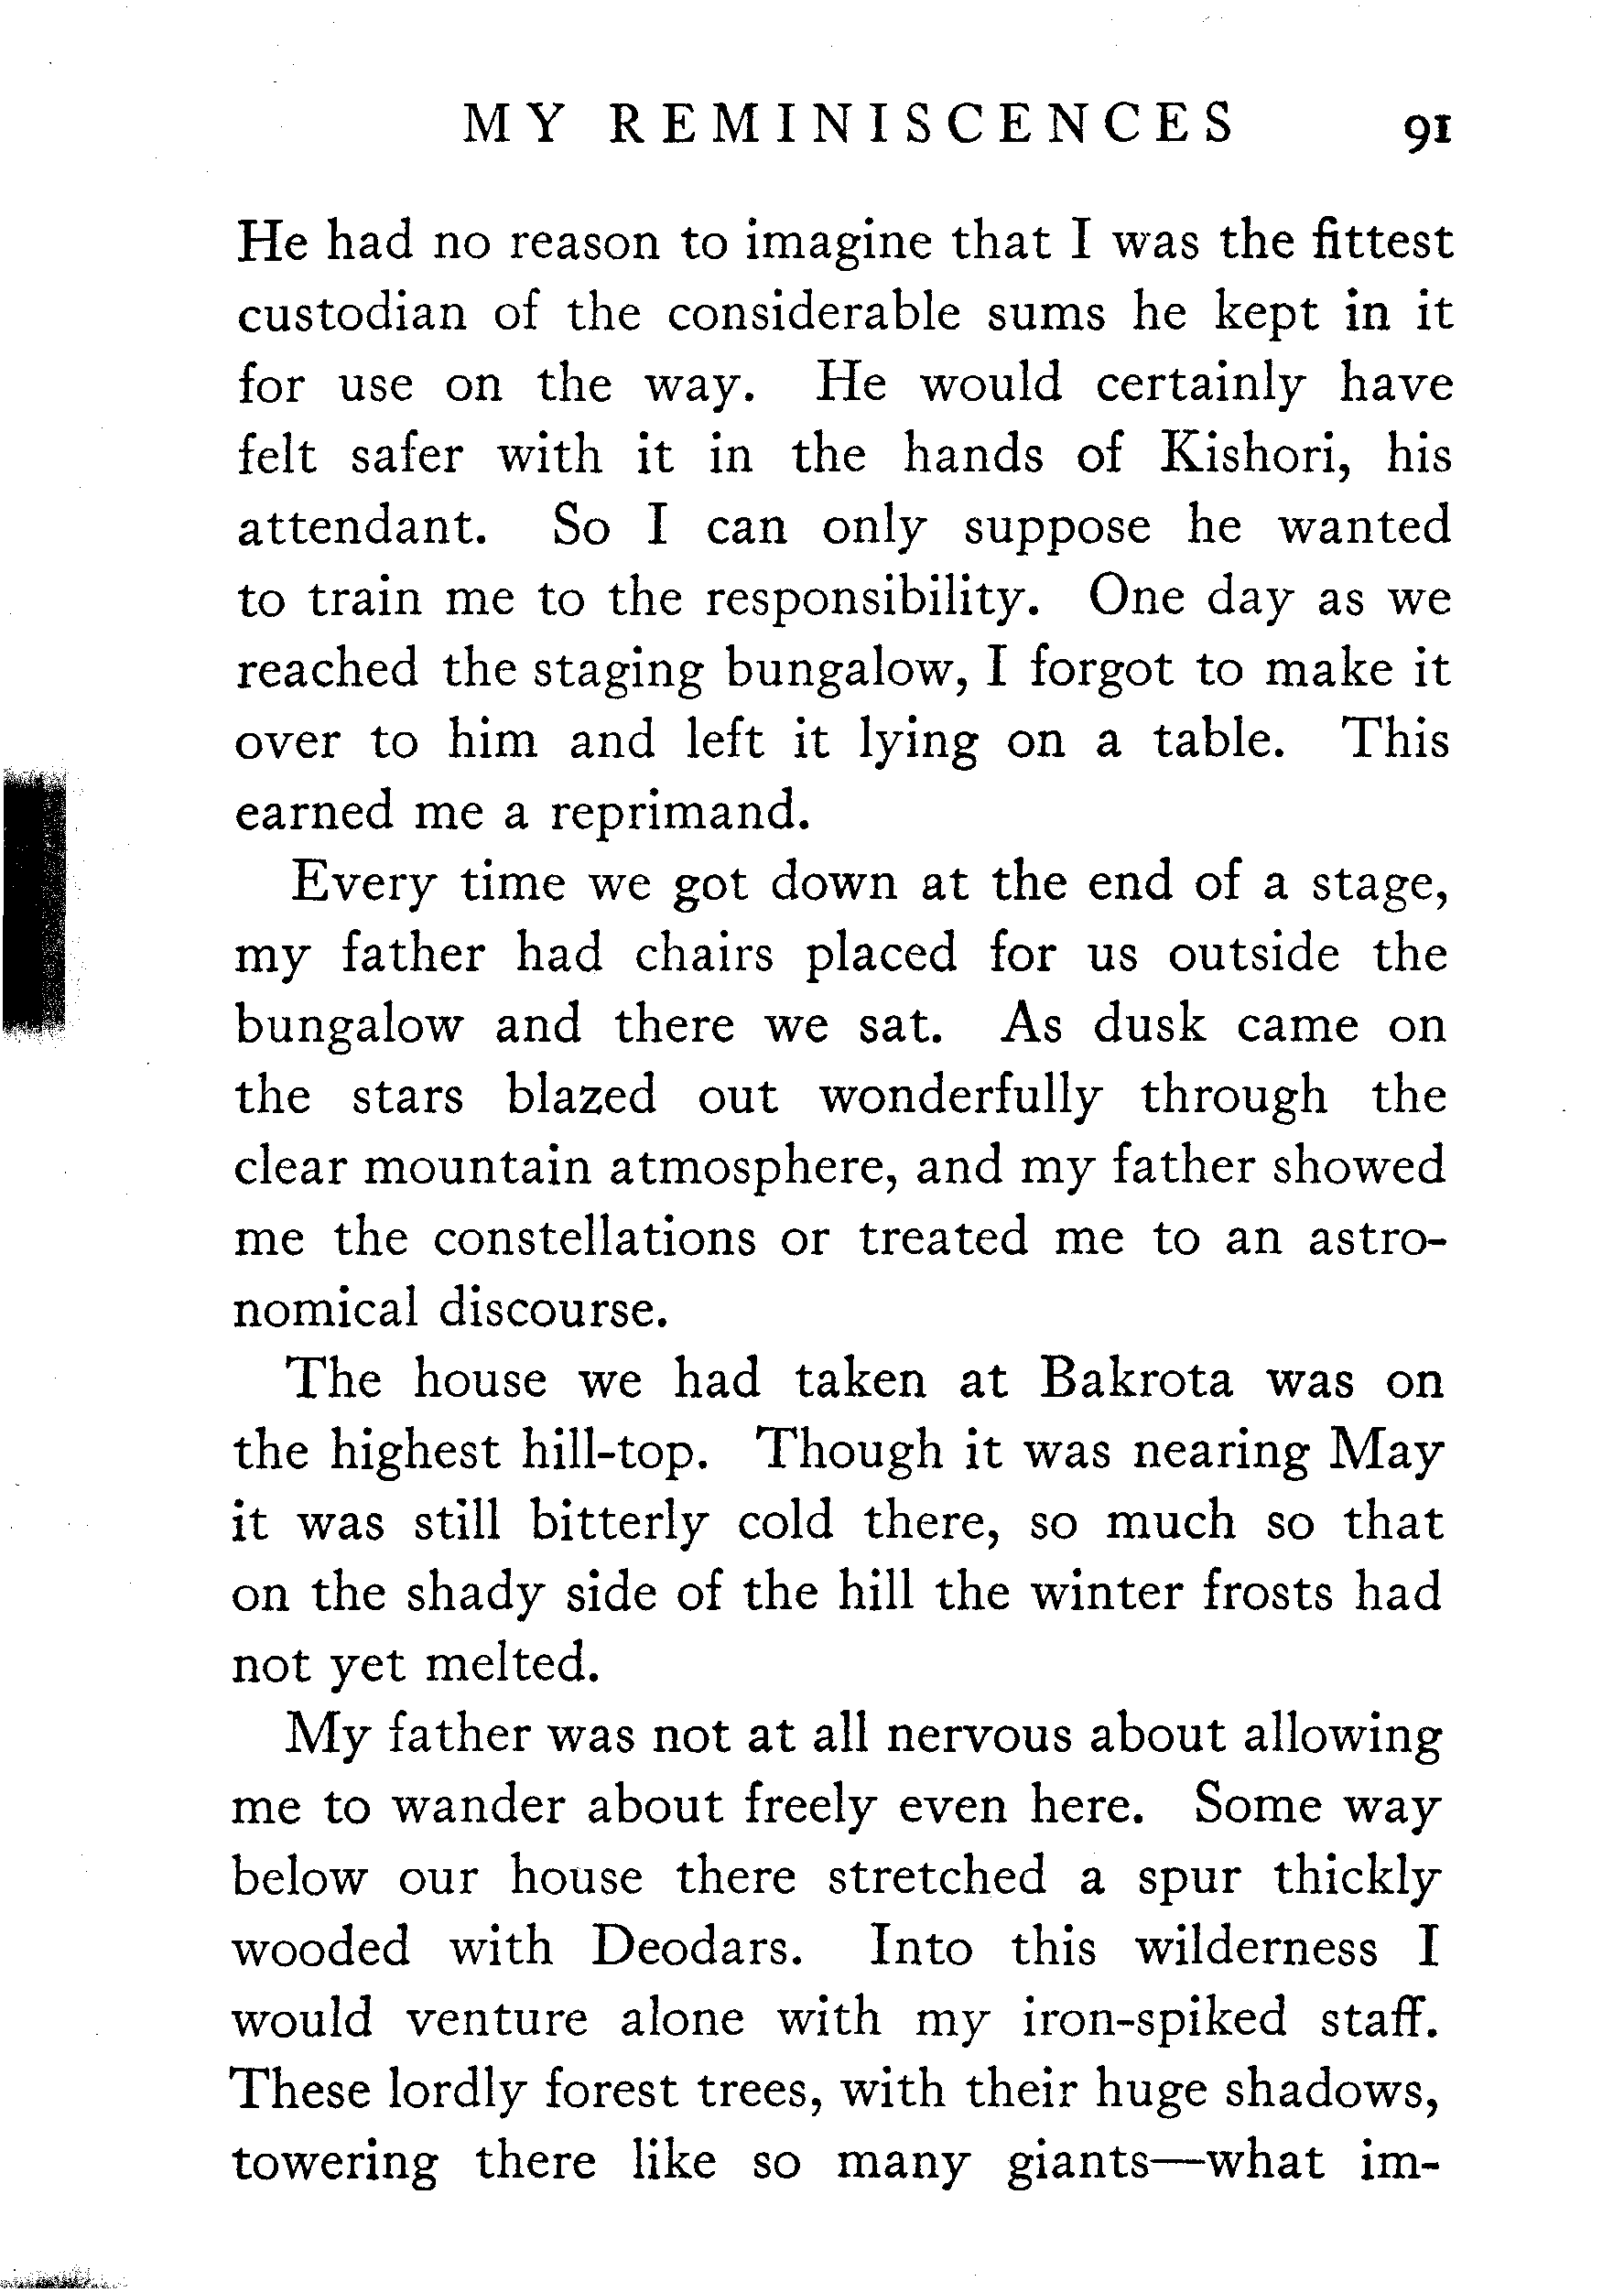 MY REMINISCENCES 91
He had no reason to imagine that I was the fittest
custodian of the considerable sums he kept in it
for use on the way. He would certainly have
felt safer with it in the hands of Kishori, his
attendant. So I can only suppose he wanted
to train me to the responsibility. One day as we
reached the staging bungalow, I forgot to make it
over to him and left it lying on a table. This
earned me a reprimand.
Every time we got down at the end of a stage,
my father had chairs placed for us outside the
bungalow and there we sat. As dusk came on
the stars blazed out wonderfully through the
clear mountain atmosphere, and my father showed
me the constellations or treated me to an astro-
nomical discourse.
The house we had taken at Bakrota was on
the highest hill-top. Though it was nearing May
it was still bitterly cold there, so much so that
on the shady side of the hill the winter frosts had
not yet melted.
My father was not at all nervous about allowing
me to wander about freely even here. Some way
below our house there stretched a spur thickly
wooded with Deodars. Into this wilderness I
would venture alone with my iron-spiked staff.
These lordly forest trees, with their huge shadows,
towering there like so many giants—what im-